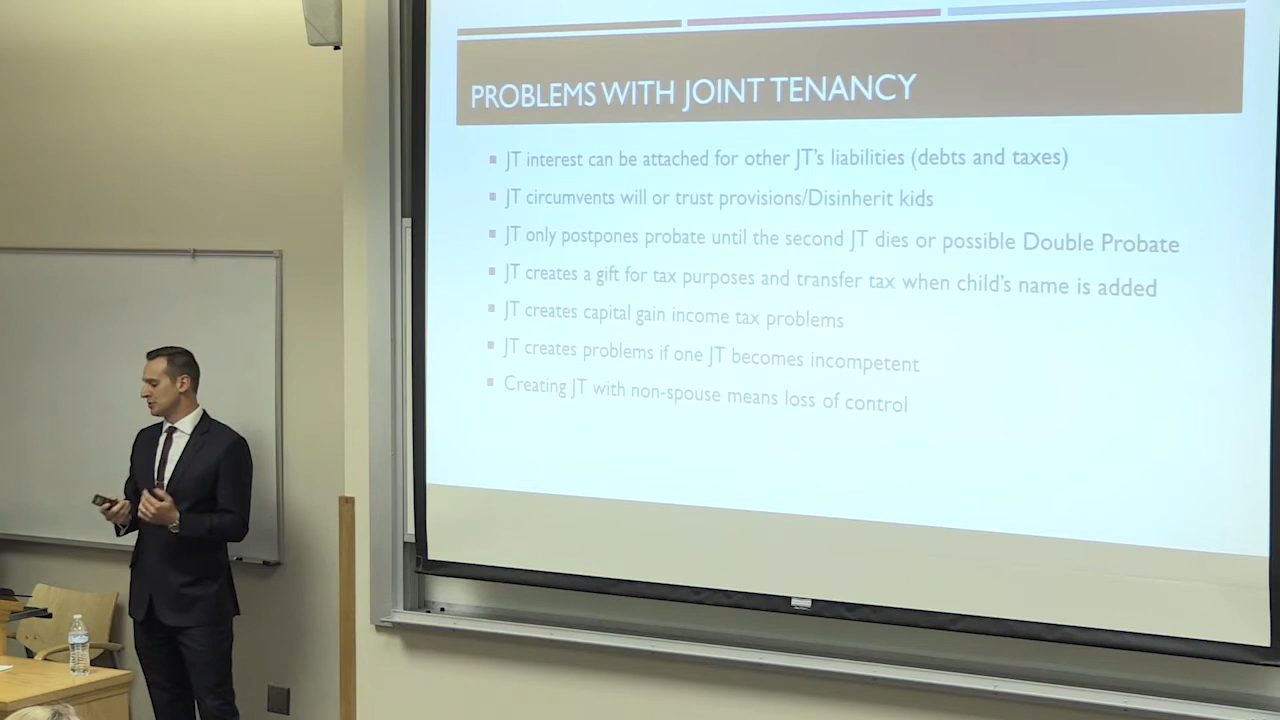 PROBLEMS WITH JOINT TENANCY
JT interest can be attached for other JT's liabilities (debts and taxes)
JT circumvents will or trust provisions/Disinherit kids
JT only postpones probate until the second JT dies or possible Double Probate
JT creates a gift for tax purposes and transfer tax when child's name is added
JT creates capital gain income tax problems
JT creates problems if one JT becomes incompetent
Creating JT with non-spouse means loss of control